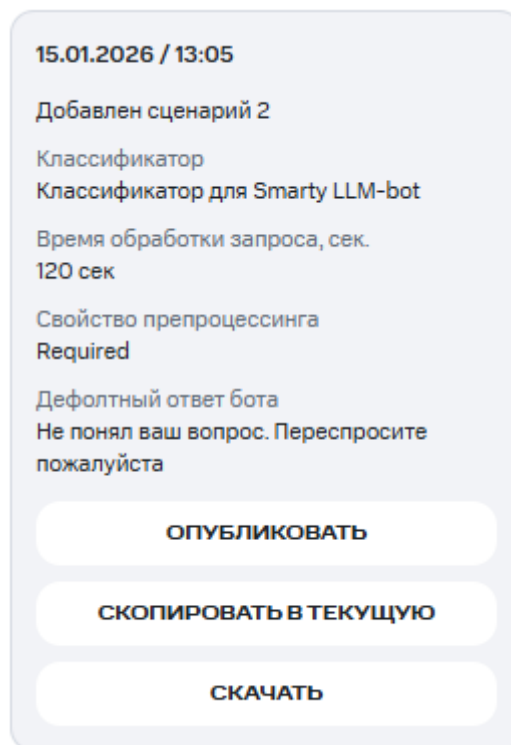 15.01.2026 / 13:05
Добавлен сценарий 2
Классификатор
Классификатор для Smarty LLM-bot
Время обработки запроса, сек.
120 сек
Свойство препроцессинга
Required
Дефолтный ответ бота
Не понял ваш вопрос. Переспросите
пожалуйста
ОПУБЛИКОВАТЬ
СКОПИРОВАТЬ В ТЕКУЩУЮ
СКАЧАТЬ